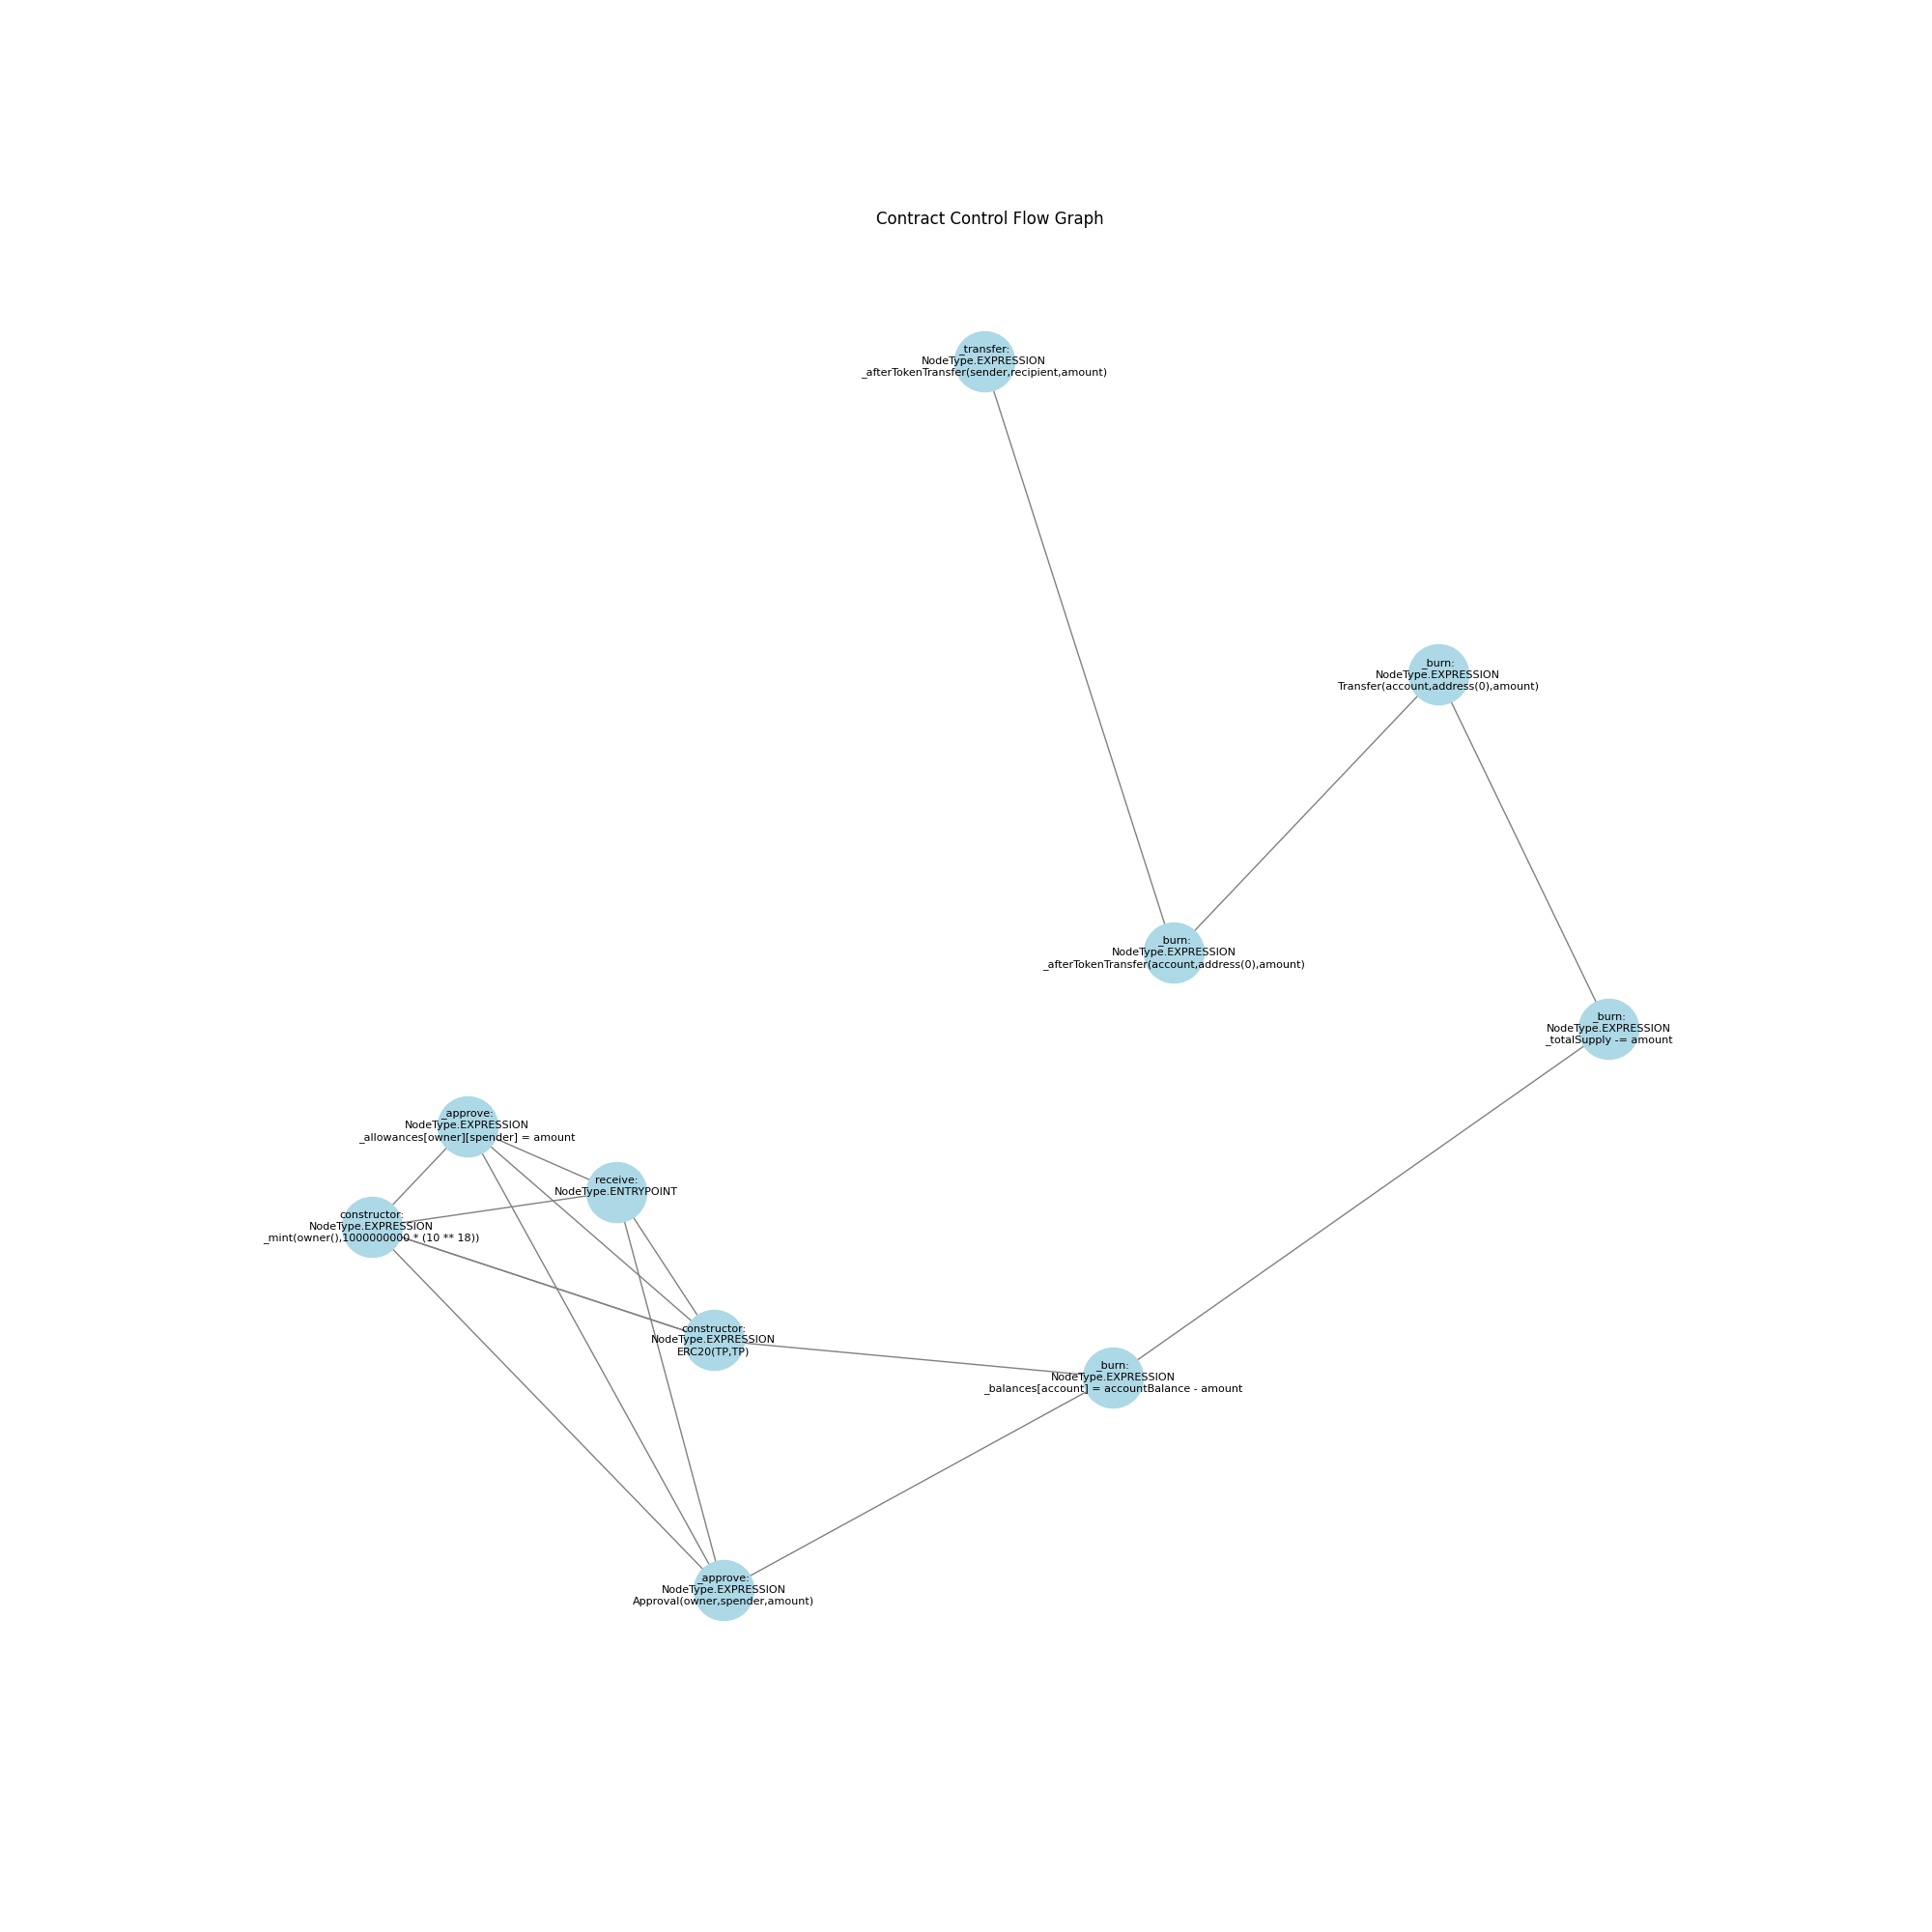 Contract Control Flow Graph
_transfer:
NodeType.EXPRESSION
_afterTokenTransfer(sender,recipient,amount)
_burn:
NodeType.EXPRESSION
Transfer(account,address(0),amount)
_burn:
NodeType.EXPRESSION
_afterTokenTransfer(account,address(0),amount)
_burn:
NodeType.EXPRESSION
_totalSupply -= amount
_approve:
NodeType.EXPRESSION
_allowances[owner][spender] = amount
receive:
NodeType.ENTRYPOINT
constructor:
NodeType.EXPRESSION
_mint(owner(),1000000000 * (10 ** 18))
constructor:
NodeType.EXPRESSION
ERC20(TP,TP)
_burn:
NodeType.EXPRESSION
_balances[account] = accountBalance - amount
_approve:
NodeType.EXPRESSION
Approval(owner,spender,amount)